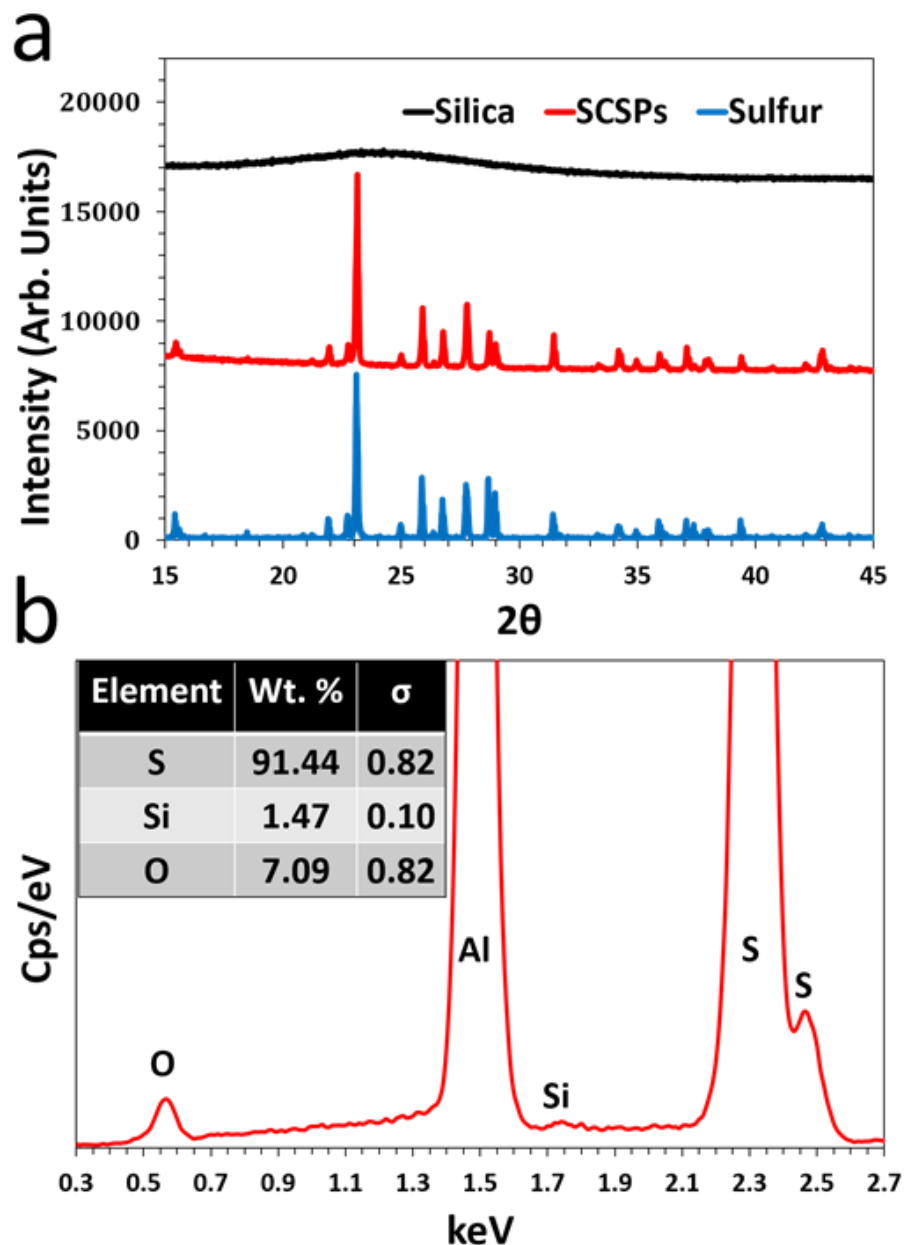 a
Intensity (Arb. Units)
20000
15000
10000
5000
0
Silica SCSPs Sulfur
15 20 25 30 35 40 45
2θ
b
Element Wt. % σ
S 91.44 0.82
Si 1.47 0.10
O 7.09 0.82
Cps/eV
O
Al
Si
S
S
0.3 0.5 0.7 0.9 1.1 1.3 1.5 1.7 1.9 2.1 2.3 2.5 2.7
keV